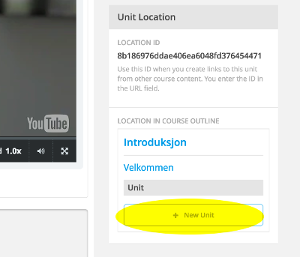 Unit Location
LOCATION ID
8b186976ddae406ea6048fd376454471
Use this ID when you create links to this unit
from other course content. You enter the ID in
the URL field.
LOCATION IN COURSE OUTLINE
Introduksjon
Velkommen
Unit
+ New Unit
YouTube
1.0x